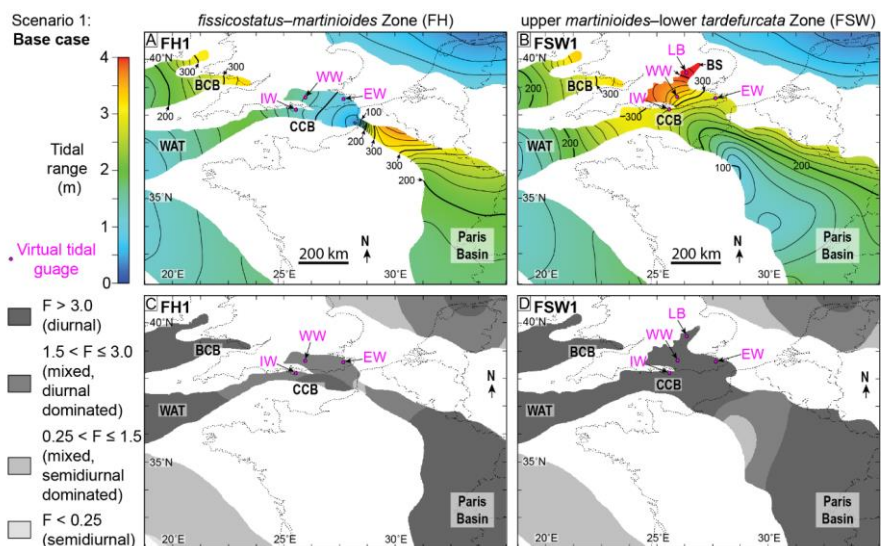 Scenario 1:
Base case
fissicostatus–martinioides Zone (FH)
upper martinioides–lower tardefurcata Zone (FSW)
4
3
2
1
0
Tidal
range
(m)
Virtual tidal
guage
F > 3.0
(diurnal)
1.5 < F ≤ 3.0
(mixed,
diurnal
dominated)
0.25 < F ≤ 1.5
(mixed,
semidiurnal
dominated)
F < 0.25
(semidiurnal)
A FH1
40°N
300
300
BCB
200
WW
IW
EW
CCB
100
200
300
300
200
WAT
35°N
200 km
N
Paris
Basin
20°E
25
30
B FSW1
40°N
LB
BS
WW
300
300
300
BCB
IW
EW
200
300
CCB
WAT
200
200
100
35°N
200 km
N
Paris
Basin
20°E
25
30
C FH1
40°N
WW
BCB
IW
EW
CCB
N
WAT
35°N
Paris
Basin
20°E
25
30
D FSW1
40°N
LB
WW
BCB
IW
EW
CCB
N
WAT
35°N
Paris
Basin
20°E
25
30